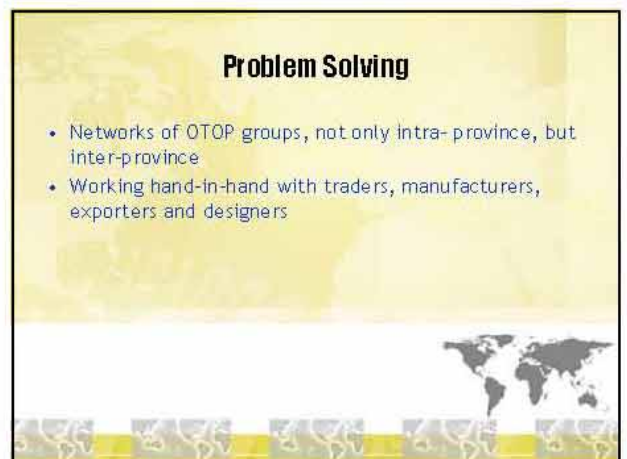 Problem Solving
• Networks of OTOP groups, not only intra- province, but
inter-province
• Working hand-in-hand with traders, manufacturers,
exporters and designers